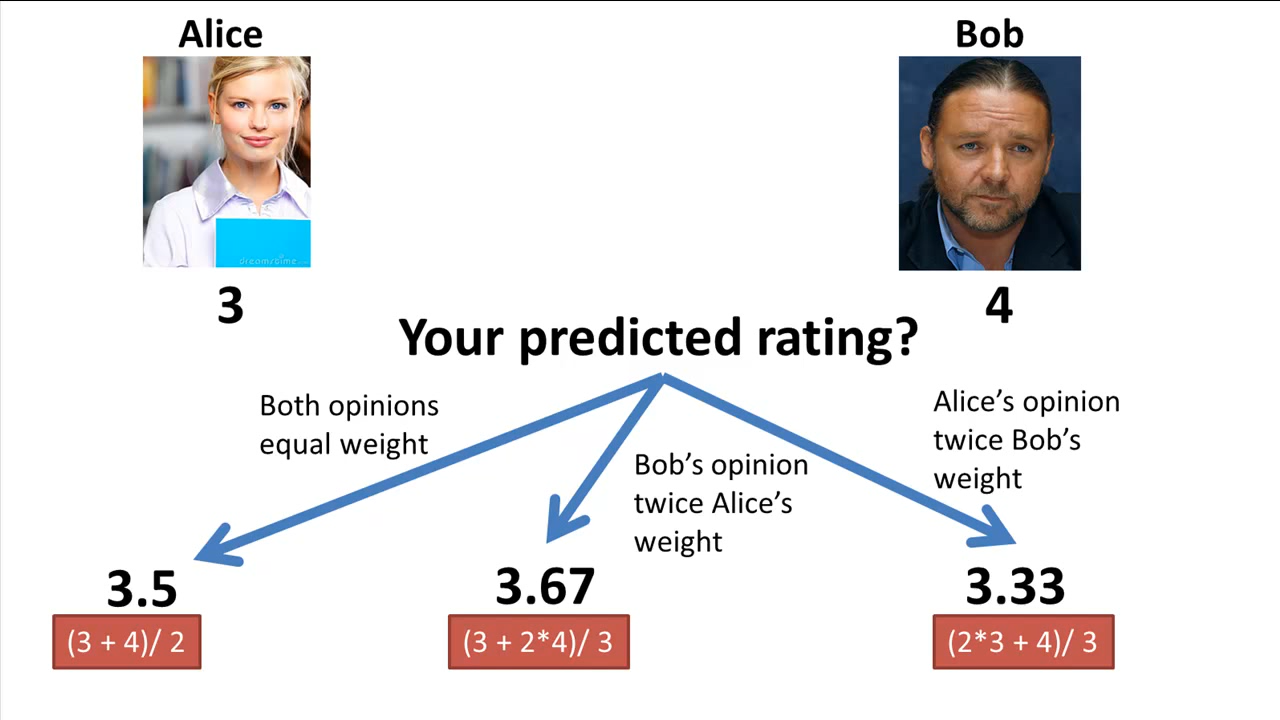 Alice
Bob
dreamstime
3
4
Your predicted rating?
Both opinions
equal weight
Bob’s opinion
twice Alice’s
weight
Alice’s opinion
twice Bob’s
weight
3.5
3.67
3.33
(3 + 4)/ 2
(3 + 2*4)/ 3
(2*3 + 4)/ 3